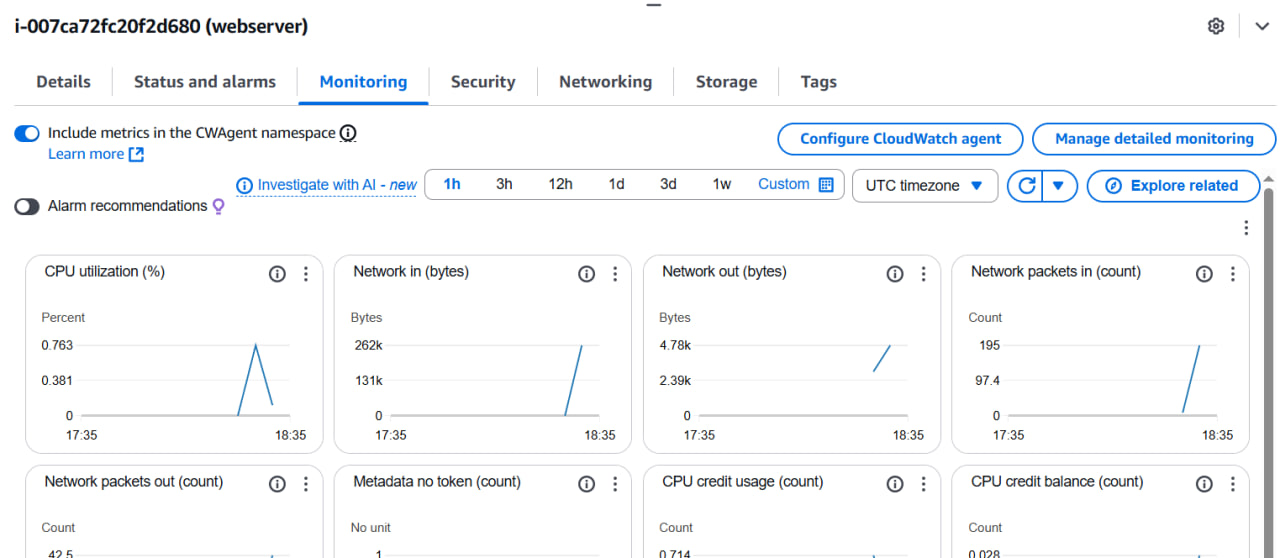 i-007ca72fc20f2d680 (webserver)
Details Status and alarms Monitoring Security Networking Storage Tags
Include metrics in the CWAgent namespace
Learn more
Configure CloudWatch agent Manage detailed monitoring
Investigate with AI - new 1h 3h 12h 1d 3d 1w Custom UTC timezone Explore related
Alarm recommendations
CPU utilization (%)
Percent
0.763
0.381
0
17:35 18:35
Network in (bytes)
Bytes
262k
131k
0
17:35 18:35
Network out (bytes)
Bytes
4.78k
2.39k
0
17:35 18:35
Network packets in (count)
Count
195
97.4
0
17:35 18:35
Network packets out (count)
Count
42.5
Metadata no token (count)
No unit
1
CPU credit usage (count)
Count
0.714
CPU credit balance (count)
Count
0.028